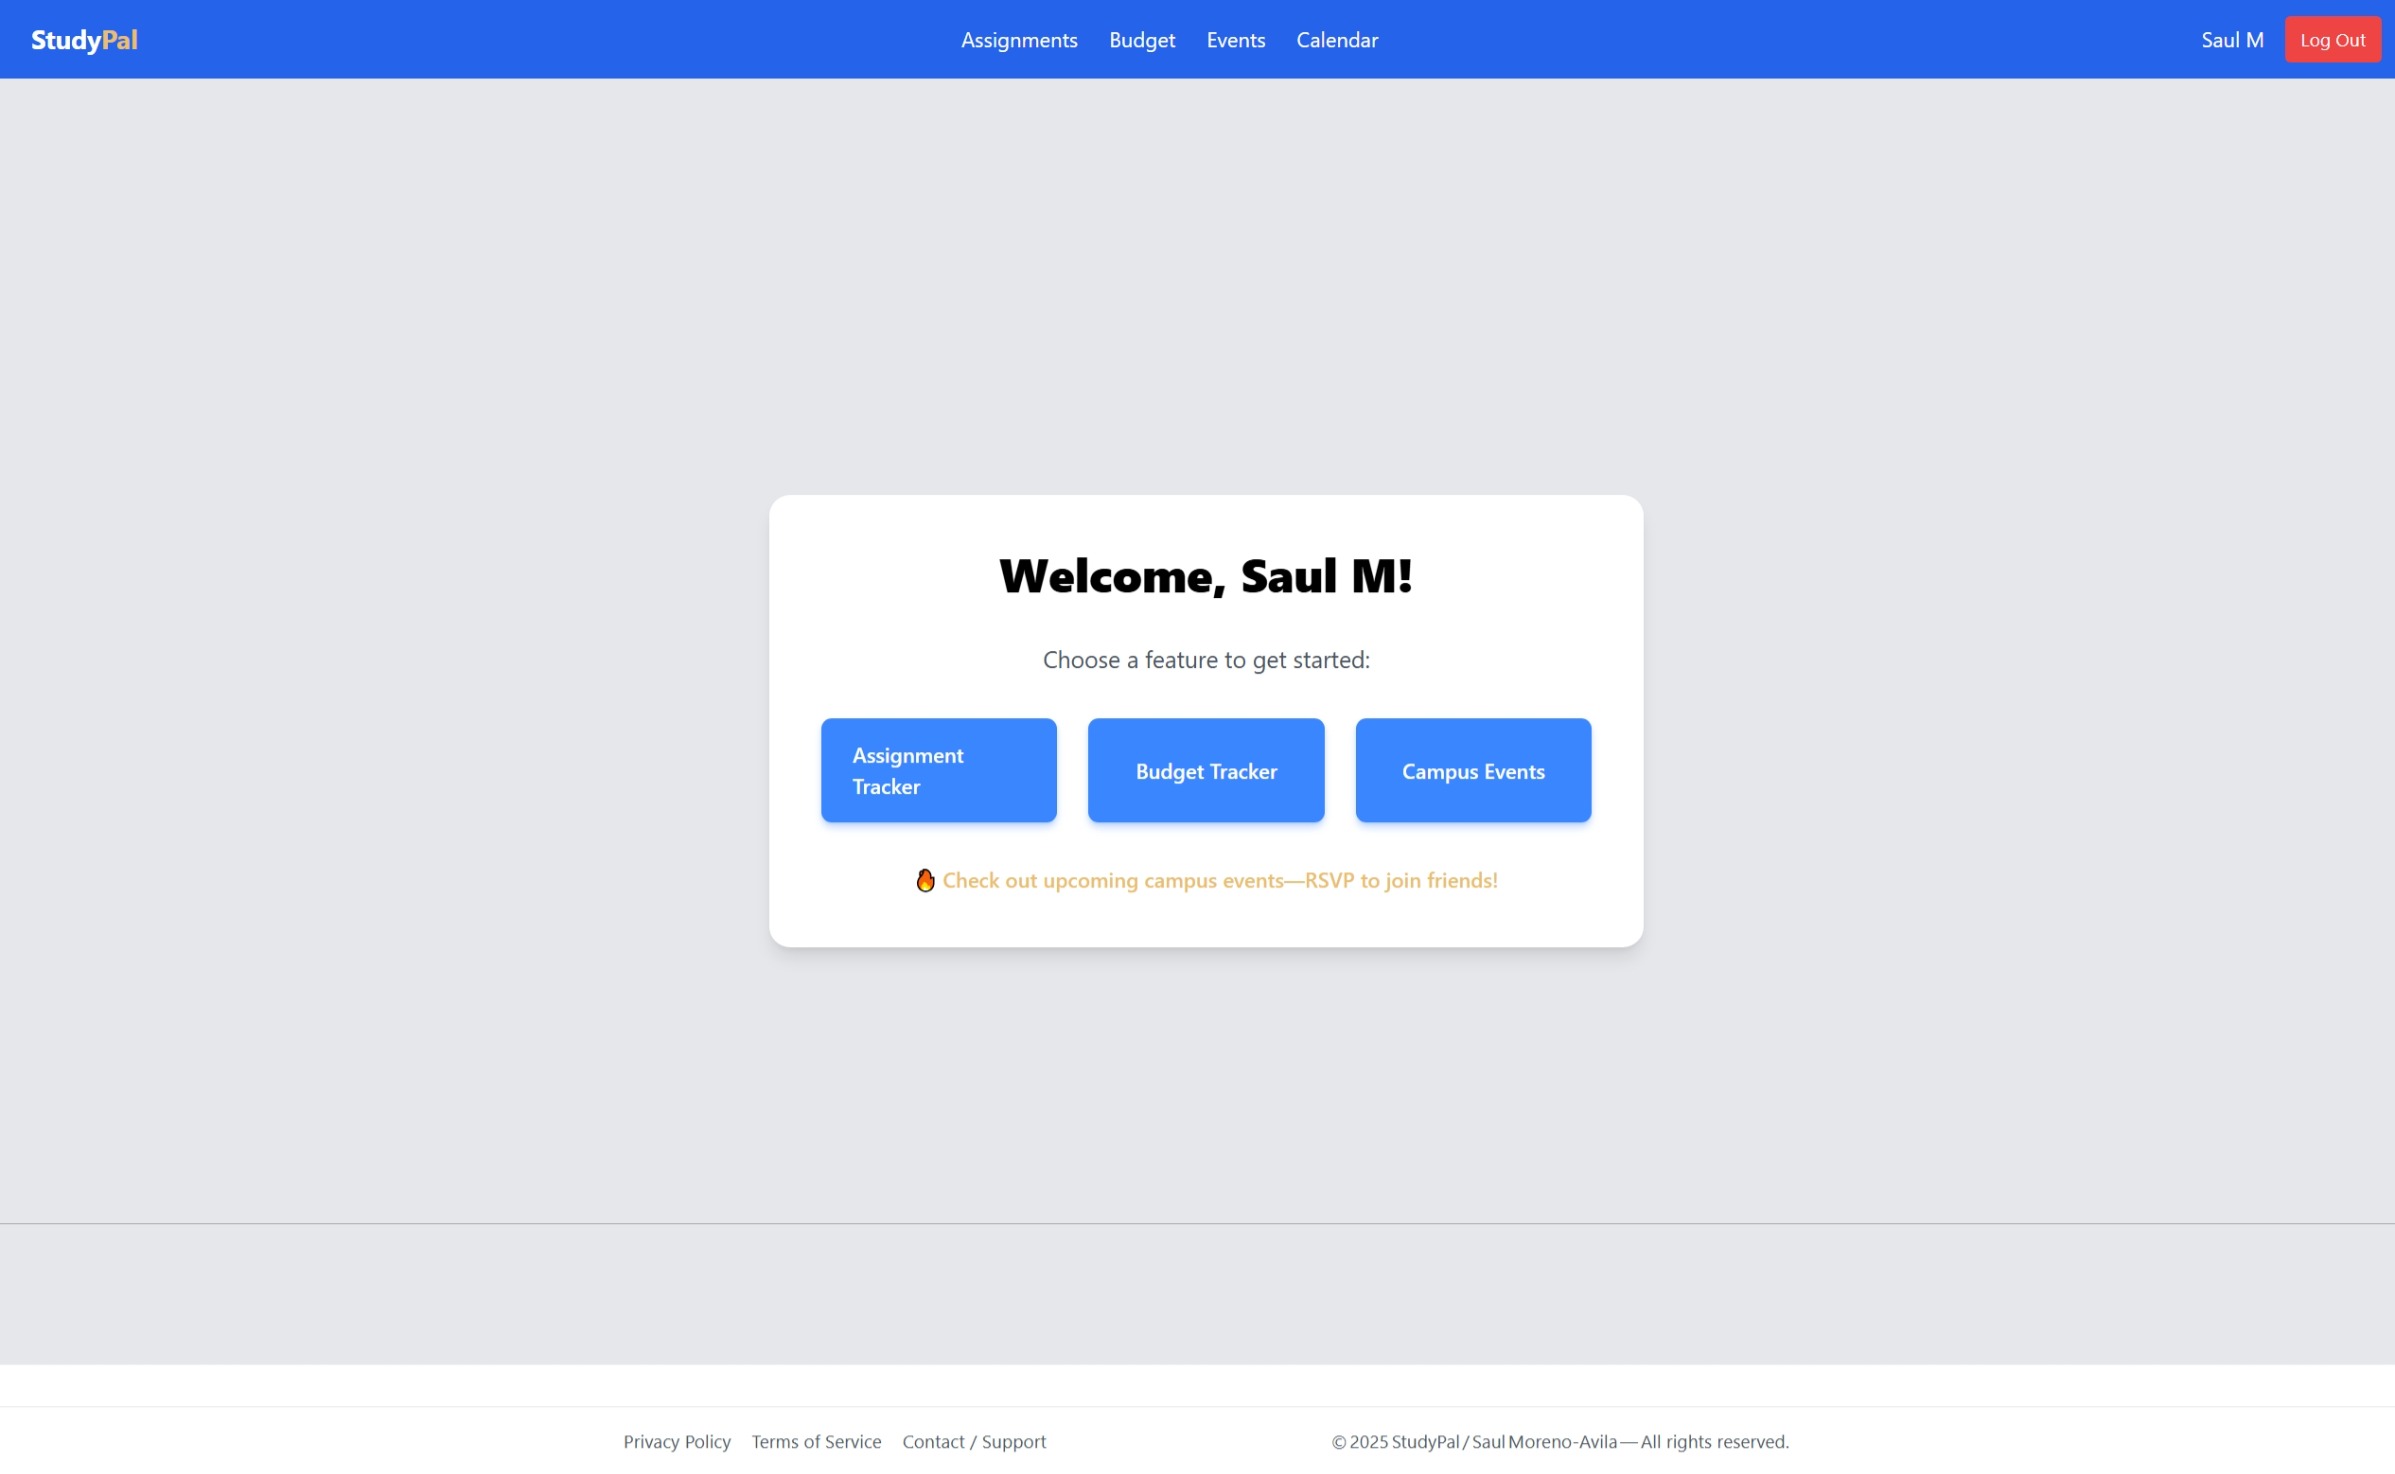 StudyPal
Assignments Budget Events Calendar
Saul M Log Out
Welcome, Saul M!
Choose a feature to get started:
Assignment
Tracker
Budget Tracker
Campus Events
🔥 Check out upcoming campus events—RSVP to join friends!
Privacy Policy Terms of Service Contact / Support
© 2025 StudyPal / Saul Moreno-Avila — All rights reserved.